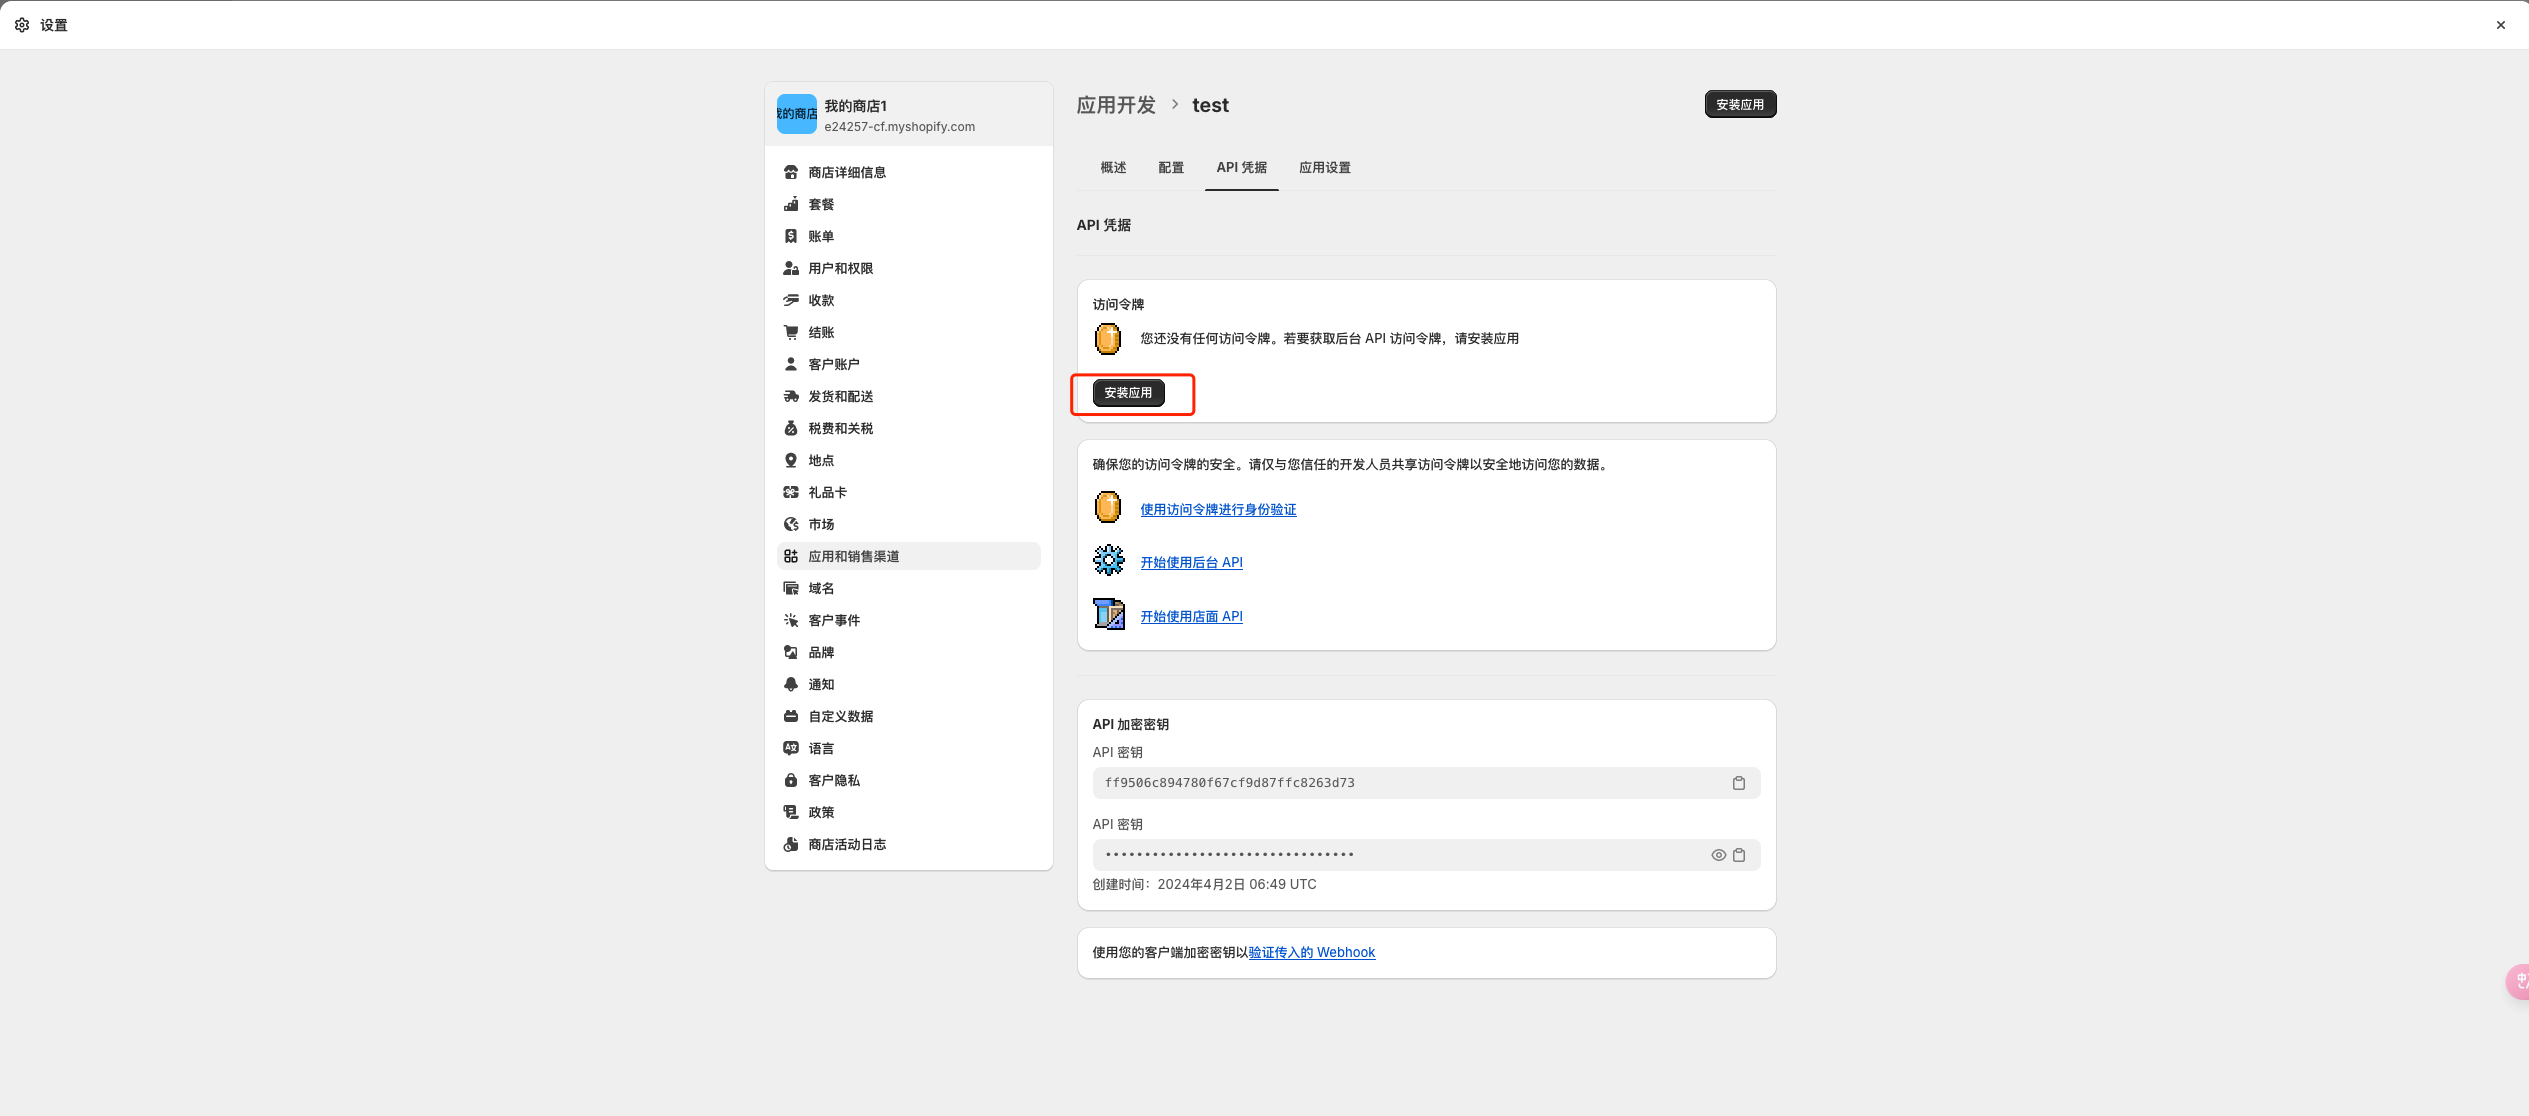 设置
我的商店
我的商店1
e24257-cf.myshopify.com
商店详细信息
套餐
账单
用户和权限
收款
结账
客户账户
发货和配送
税费和关税
地点
礼品卡
市场
应用和销售渠道
域名
客户事件
品牌
通知
自定义数据
语言
客户隐私
政策
商店活动日志
应用开发 > test
安装应用
概述 配置 API 凭据 应用设置
API 凭据
访问令牌
您还没有任何访问令牌。若要获取后台 API 访问令牌，请安装应用
安装应用
确保您的访问令牌的安全。请仅与您信任的开发人员共享访问令牌以安全地访问您的数据。
使用访问令牌进行身份验证
开始使用后台 API
开始使用店面 API
API 加密密钥
API 密钥
ff9506c894780f67cf9d87ffc8263d73
API 密钥
••••••••••••••••••••••••••••••••
创建时间：2024年4月2日 06:49 UTC
使用您的客户端加密密钥以验证传入的 Webhook